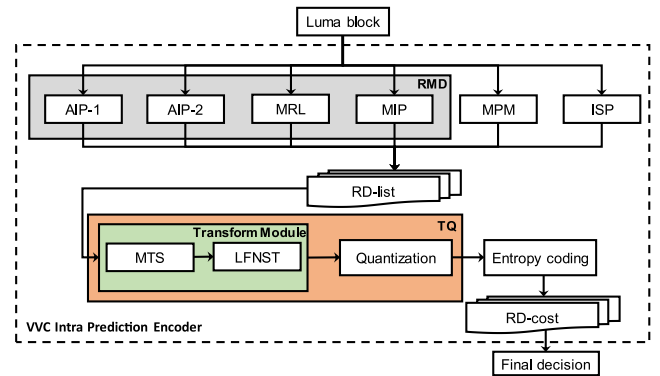 Luma block
RMD
AIP-1
AIP-2
MRL
MIP
MPM
ISP
RD-list
TQ
Transform Module
MTS
LFNST
Quantization
Entropy coding
RD-cost
VVC Intra Prediction Encoder
Final decision